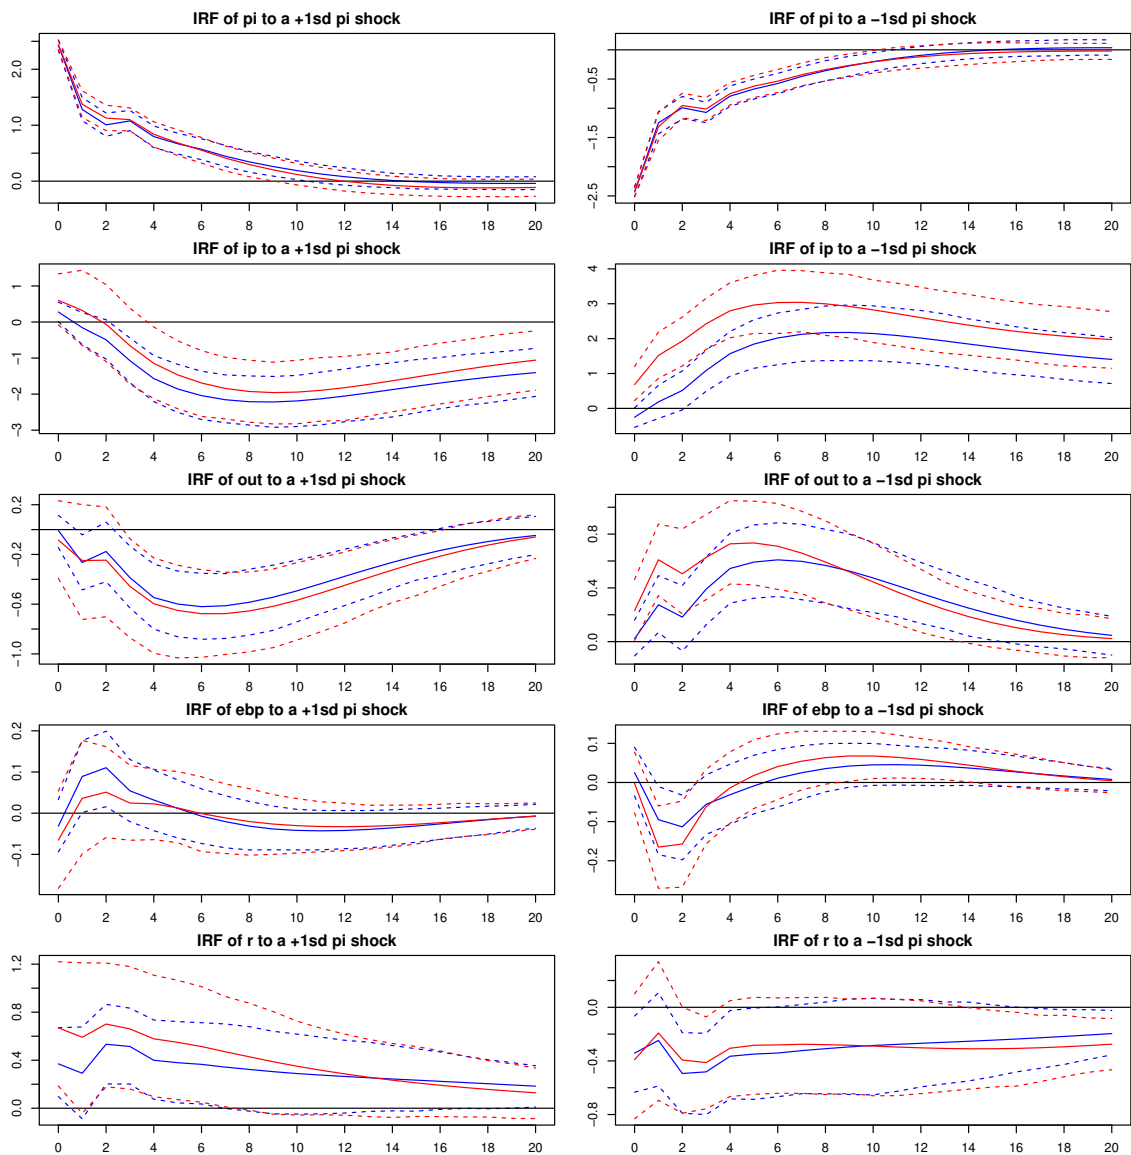 IRF of pi to a +1sd pi shock
0.0 1.0 2.0
0 2 4 6 8 10 12 14 16 18 20
IRF of pi to a −1sd pi shock
−2.5 −1.5 −0.5
0 2 4 6 8 10 12 14 16 18 20
IRF of ip to a +1sd pi shock
−3 −2 −1 0 1
0 2 4 6 8 10 12 14 16 18 20
IRF of ip to a −1sd pi shock
0 1 2 3 4
0 2 4 6 8 10 12 14 16 18 20
IRF of out to a +1sd pi shock
−1.0 −0.6 −0.2 0.2
0 2 4 6 8 10 12 14 16 18 20
IRF of out to a −1sd pi shock
0.0 0.4 0.8
0 2 4 6 8 10 12 14 16 18 20
IRF of ebp to a +1sd pi shock
−0.1 0.0 0.1 0.2
0 2 4 6 8 10 12 14 16 18 20
IRF of ebp to a −1sd pi shock
−0.2 −0.1 0.0 0.1
0 2 4 6 8 10 12 14 16 18 20
IRF of r to a +1sd pi shock
0.0 0.4 0.8 1.2
0 2 4 6 8 10 12 14 16 18 20
IRF of r to a −1sd pi shock
−0.8 −0.4 0.0
0 2 4 6 8 10 12 14 16 18 20